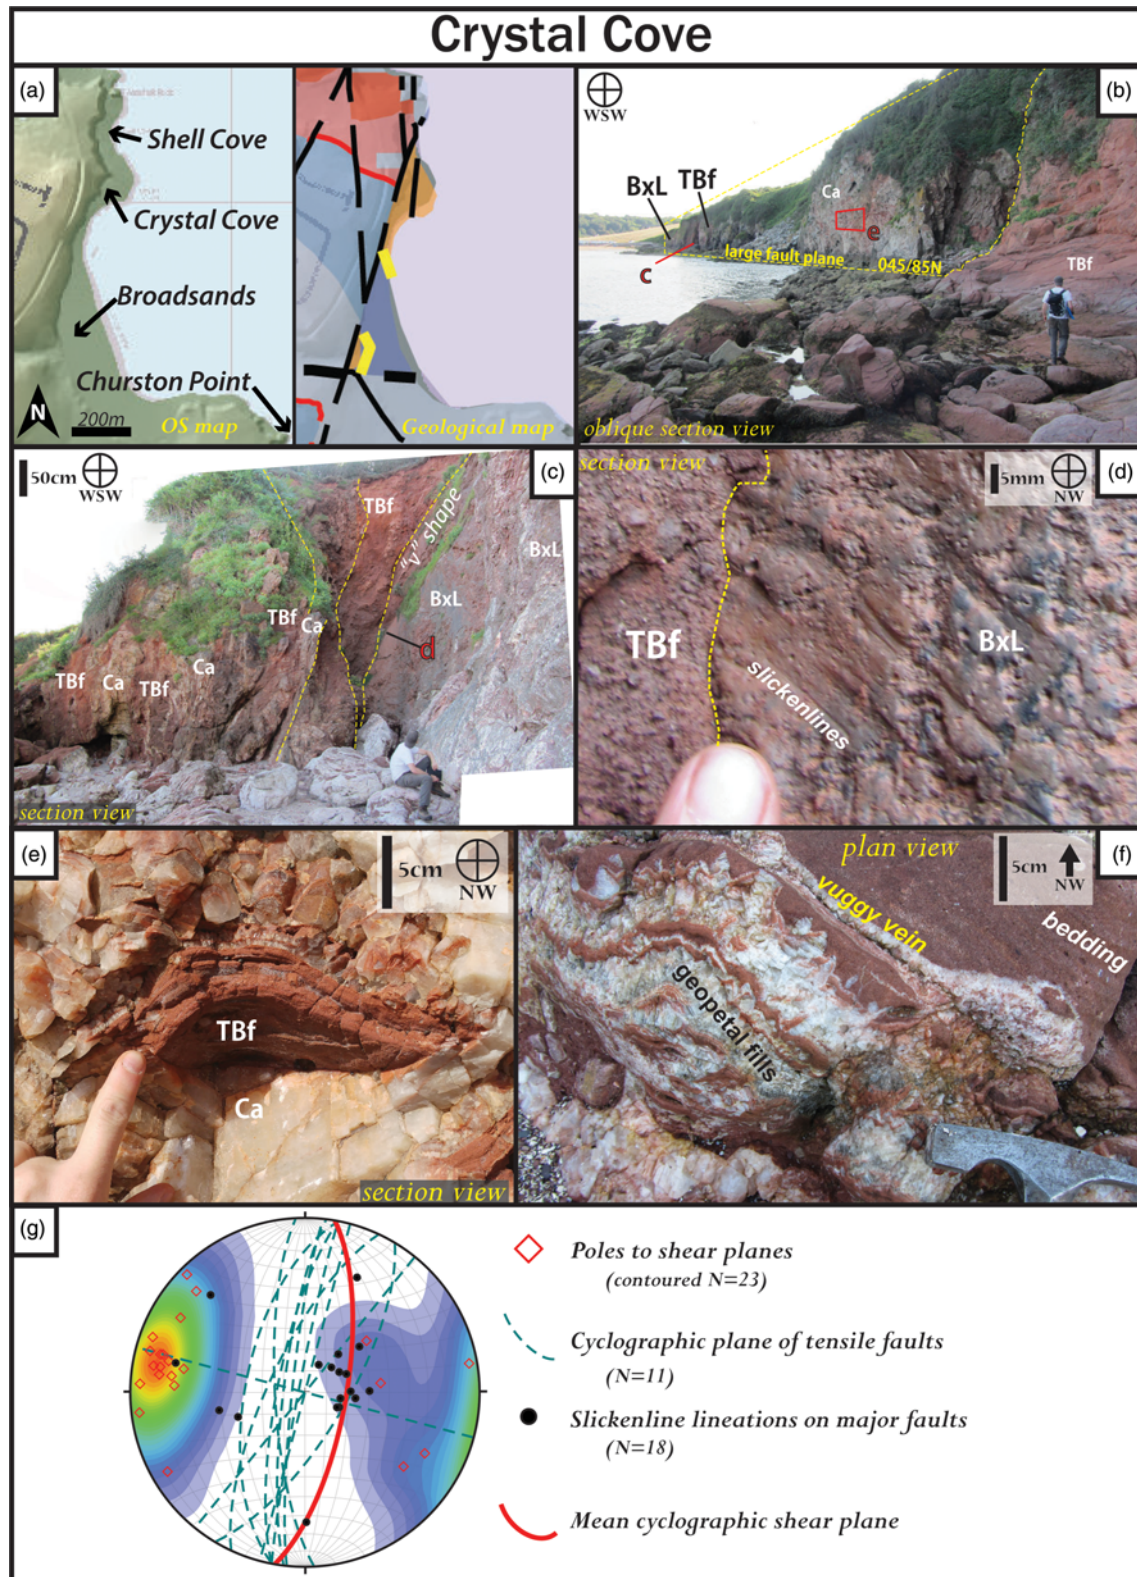 Crystal Cove
(a)
Shell Cove
Crystal Cove
Broadsands
Churston Point
N
200m
OS map
Geological map
(b)
WSW
BxL
TBf
Ca
e
c
large fault plane
045/85N
TBf
oblique section view
(c)
50cm
WSW
TBf
"v" shape
BxL
BxL
TBf
Ca
d
Ca
TBf
Ca
TBf
section view
section view
(d)
5mm
NW
TBf
BxL
slickenlines
(e)
5cm
NW
TBf
Ca
section view
(f)
plan view
5cm
NW
vuggy vein
bedding
geopetal fills
(g)
Poles to shear planes
(contoured N=23)
Cyclographic plane of tensile faults
(N=11)
Slickenline lineations on major faults
(N=18)
Mean cyclographic shear plane